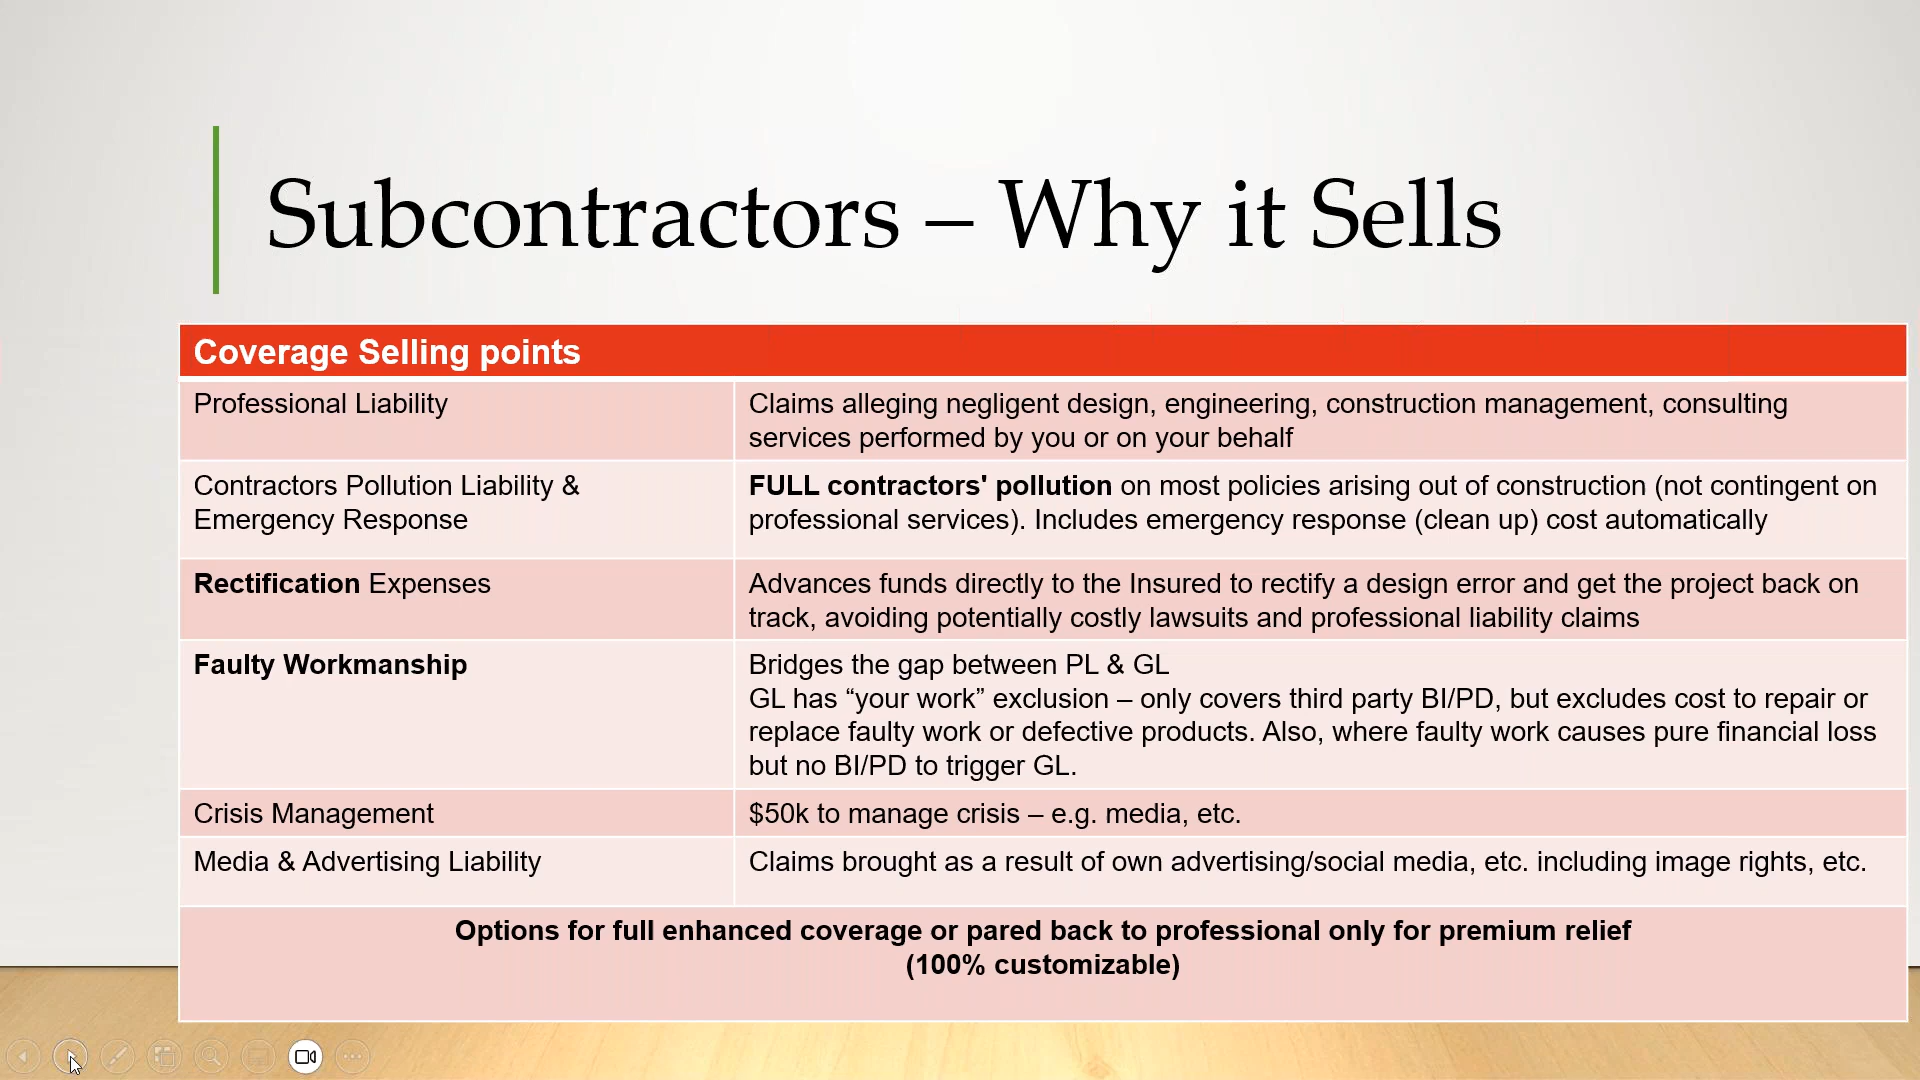 Subcontractors – Why it Sells
Coverage Selling points
Professional Liability
Claims alleging negligent design, engineering, construction management, consulting
services performed by you or on your behalf
Contractors Pollution Liability &
Emergency Response
FULL contractors' pollution on most policies arising out of construction (not contingent on
professional services). Includes emergency response (clean up) cost automatically
Rectification Expenses
Advances funds directly to the Insured to rectify a design error and get the project back on
track, avoiding potentially costly lawsuits and professional liability claims
Faulty Workmanship
Bridges the gap between PL & GL
GL has “your work” exclusion – only covers third party BI/PD, but excludes cost to repair or
replace faulty work or defective products. Also, where faulty work causes pure financial loss
but no BI/PD to trigger GL.
Crisis Management
$50k to manage crisis – e.g. media, etc.
Media & Advertising Liability
Claims brought as a result of own advertising/social media, etc. including image rights, etc.
Options for full enhanced coverage or pared back to professional only for premium relief
(100% customizable)